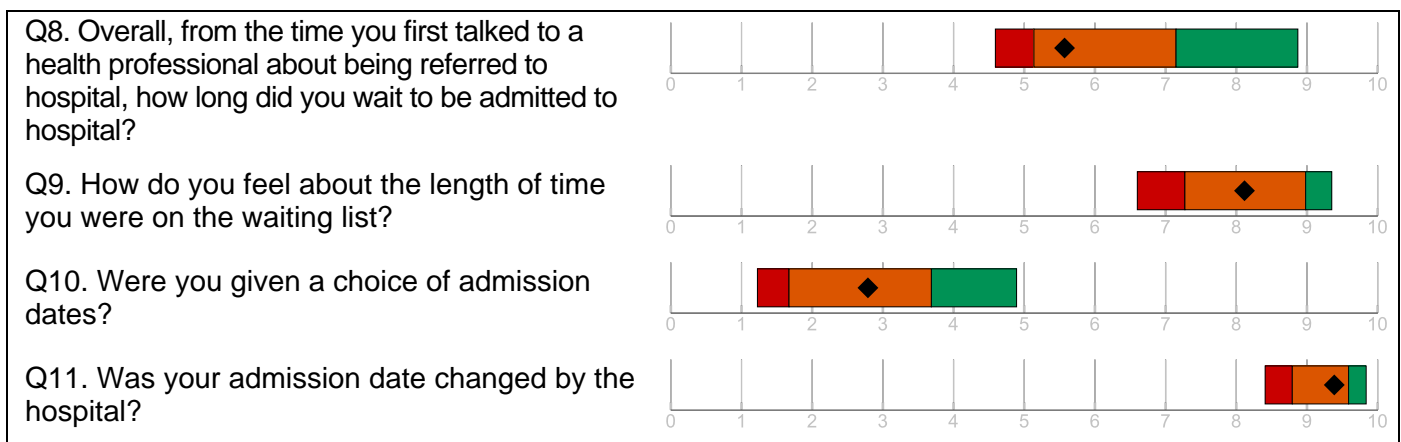 Q8. Overall, from the time you first talked to a
health professional about being referred to
hospital, how long did you wait to be admitted to
hospital?
0 1 2 3 4 5 6 7 8 9 10
Q9. How do you feel about the length of time
you were on the waiting list?
0 1 2 3 4 5 6 7 8 9 10
Q10. Were you given a choice of admission
dates?
0 1 2 3 4 5 6 7 8 9 10
Q11. Was your admission date changed by the
hospital?
0 1 2 3 4 5 6 7 8 9 10